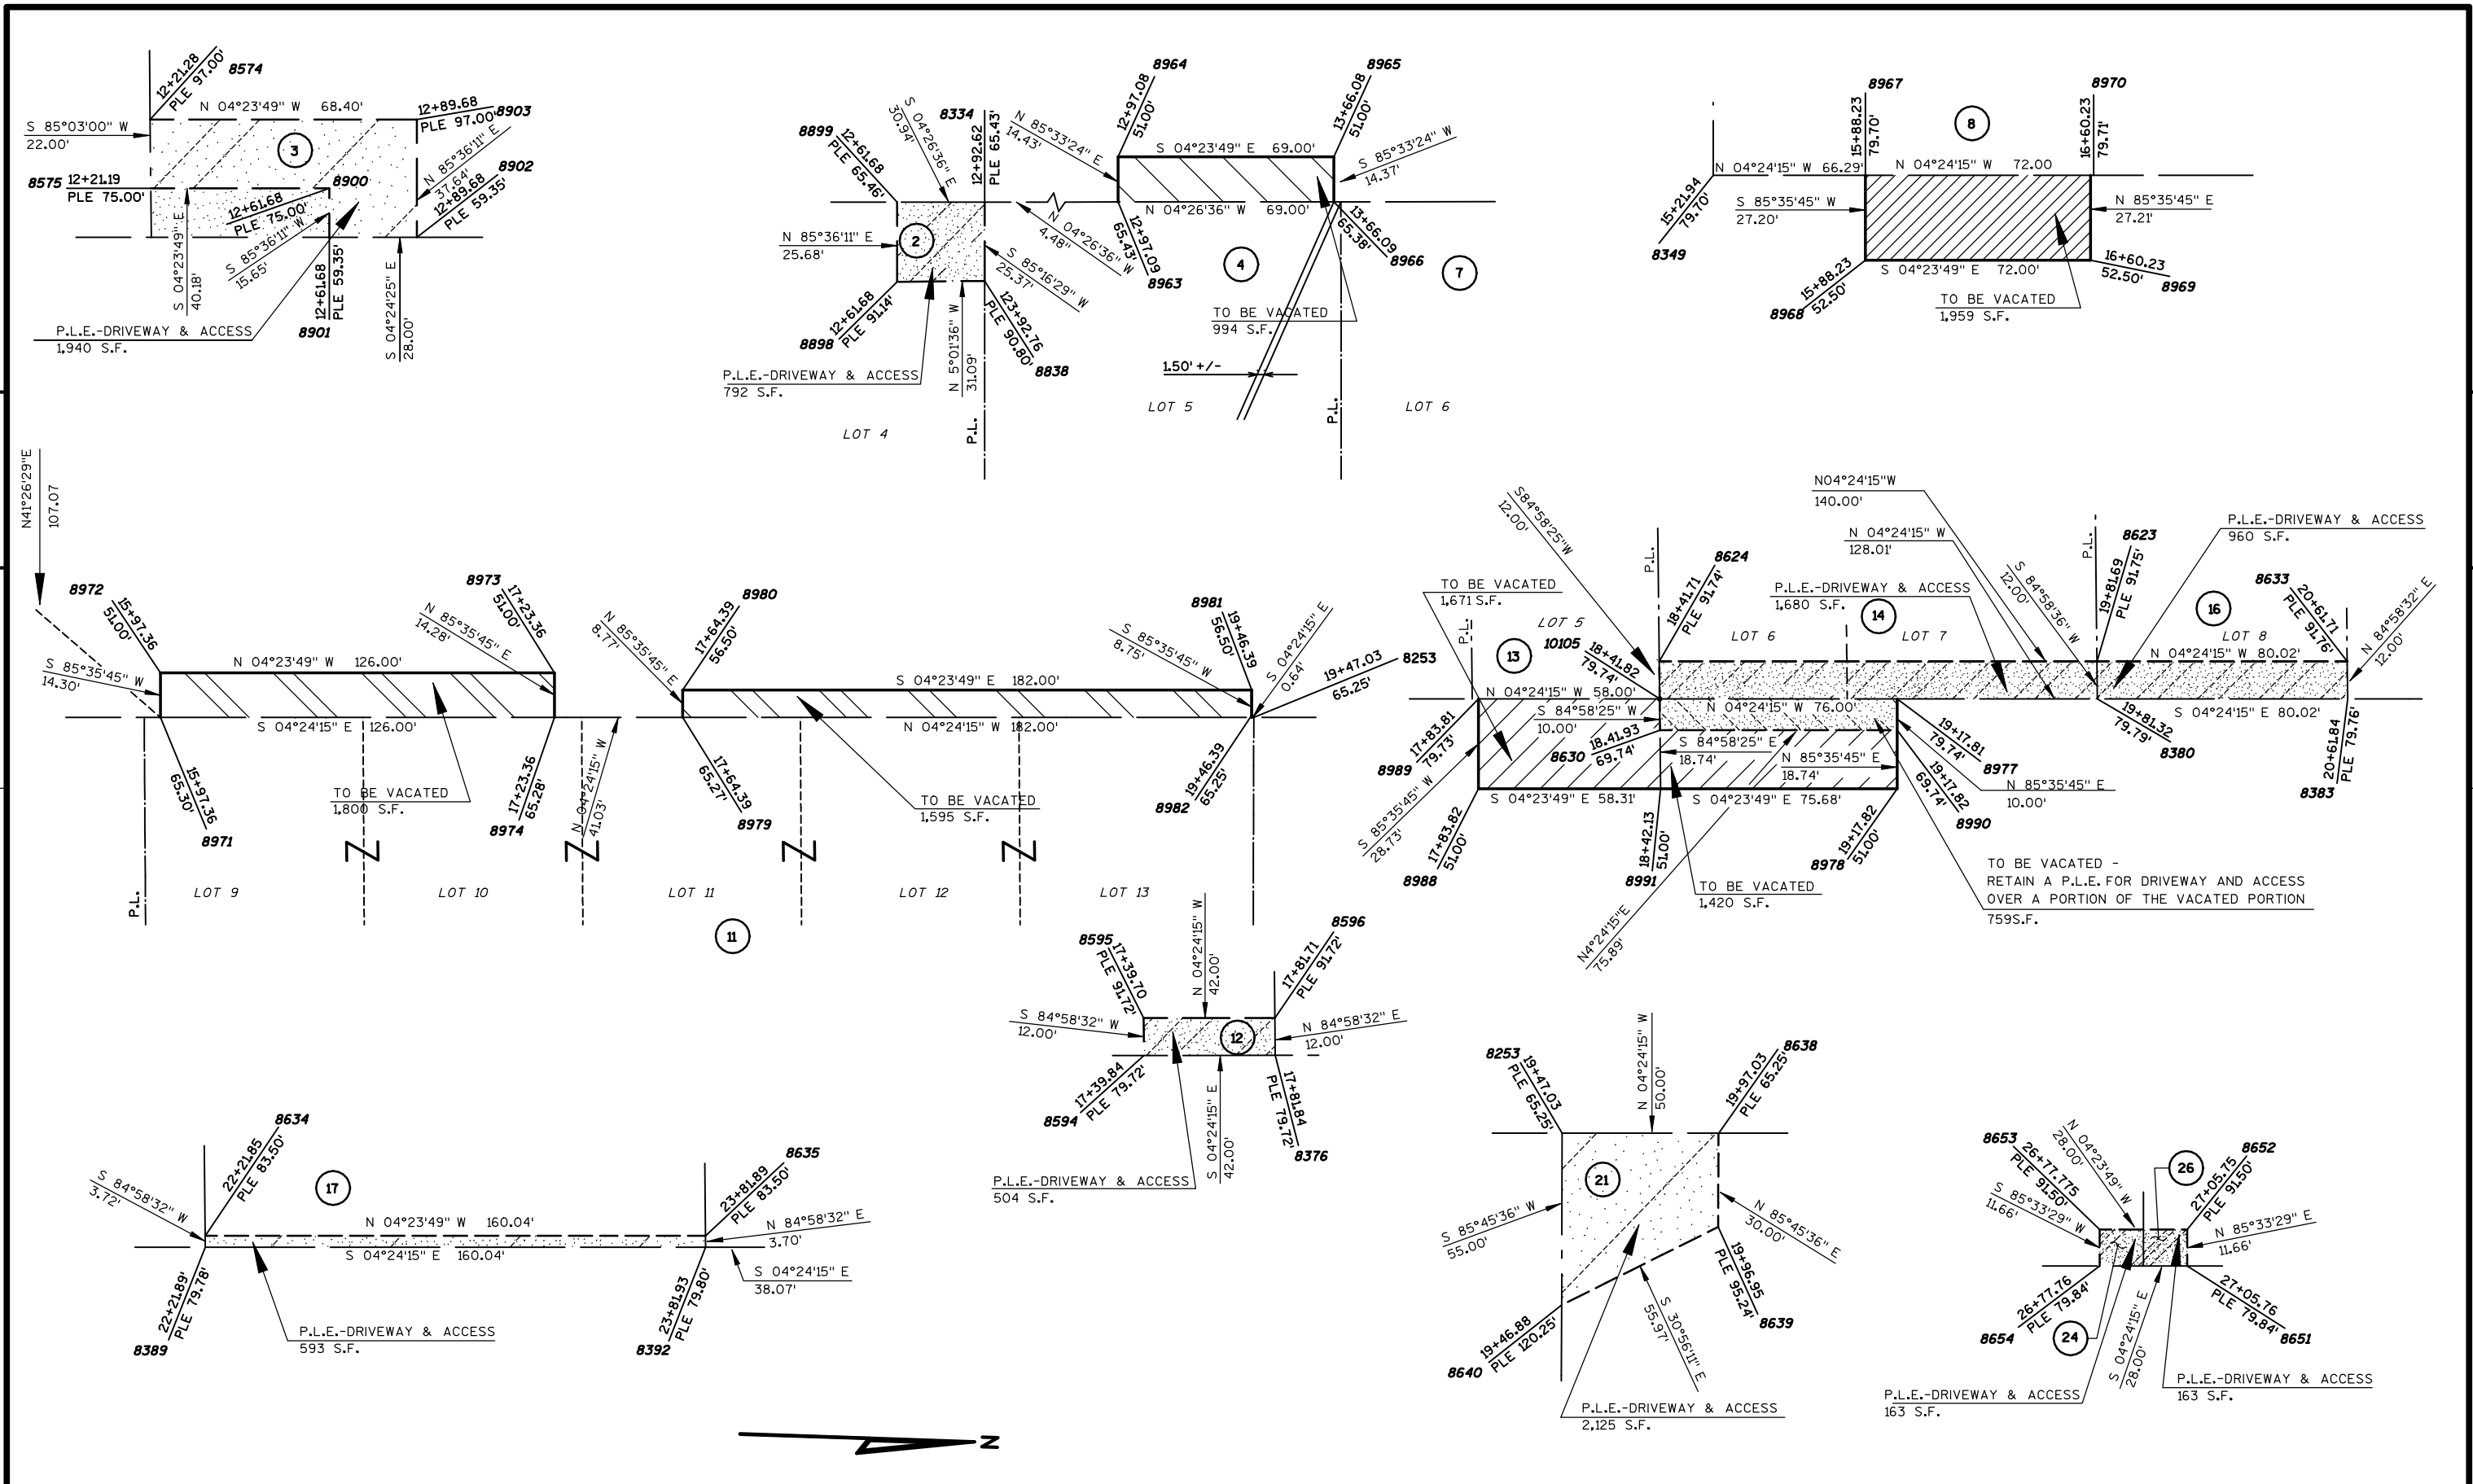 12+21.28
PLE 97.00'
8574
N 04°23'49" W 68.40'
12+89.68
PLE 97.00'
8903
S 85°03'00" W
22.00'
3
N 85°36'11" E
37.64'
8902
12+89.68
PLE 59.35'
8575
12+21.19
PLE 75.00'
8900
12+61.68
PLE 75.00'
S 85°36'11" W
15.65'
S 04°23'49" E
40.18'
12+61.68
PLE 59.35'
8901
S 04°24'25" E
28.00'
P.L.E.-DRIVEWAY & ACCESS
1,940 S.F.
8899
12+61.68
PLE 65.46'
S 04°26'36" E
30.94'
8334
12+92.62
PLE 65.43'
N 85°36'11" E
25.68'
2
N 04°26'36" W
4.48'
S 85°16'29" W
25.37'
12+61.68
PLE 91.14'
8898
123+92.76
PLE 90.80'
8838
N 5°01'36" W
31.09'
P.L.E.-DRIVEWAY & ACCESS
792 S.F.
LOT 4
P.L.
N 85°33'24" E
14.43'
12+97.08
51.00'
8964
13+66.08
51.00'
8965
S 04°23'49" E 69.00'
S 85°33'24" W
14.37'
N 04°26'36" W 69.00'
12+97.09
65.43'
8963
13+66.09
65.38'
8966
4
7
TO BE VACATED
994 S.F.
1.50' +/-
LOT 5
P.L.
LOT 6
8967
15+88.23
79.70'
8
8970
16+60.23
79.71'
N 04°24'15" W 66.29'
N 04°24'15" W 72.00
15+21.94
79.70'
8349
S 85°35'45" W
27.20'
N 85°35'45" E
27.21'
S 04°23'49" E 72.00'
15+88.23
52.50'
8968
16+60.23
52.50'
8969
TO BE VACATED
1,959 S.F.
N41°26'29"E
107.07
8972
15+97.36
51.00'
8973
17+23.36
51.00'
N 85°35'45" E
14.28'
S 85°35'45" W
14.30'
N 04°23'49" W 126.00'
S 04°24'15" E 126.00'
15+97.36
65.30'
8971
TO BE VACATED
1,800 S.F.
17+23.36
65.28'
8974
N 04°24'15" W
41.03'
P.L.
LOT 9
LOT 10
N 85°35'45" E
8.77'
17+64.39
56.50'
8980
S 04°23'49" E 182.00'
N 04°24'15" W 182.00'
8981
19+46.39
56.50'
S 85°35'45" W
8.75'
S 04°24'15" E
0.64'
19+47.03
65.25'
8253
17+64.39
65.27'
8979
TO BE VACATED
1,595 S.F.
19+46.39
65.25'
8982
LOT 11
LOT 12
LOT 13
11
S84°58'25"W
12.00'
TO BE VACATED
1,671 S.F.
LOT 5
P.L.
P.L.
13
10105
18+41.82
79.74'
18+41.71
PLE 91.74'
8624
N04°24'15"W
140.00'
N 04°24'15" W
128.01'
P.L.E.-DRIVEWAY & ACCESS
1,680 S.F.
14
LOT 6
LOT 7
S 84°58'36" W
12.00'
P.L.
8623
19+81.69
PLE 91.75'
P.L.E.-DRIVEWAY & ACCESS
960 S.F.
16
LOT 8
8633
20+61.71
PLE 91.76'
N 84°58'32" E
12.00'
N 04°24'15" W 80.02'
S 04°24'15" E 80.02'
19+81.32
79.79'
8380
20+61.84
PLE 79.76'
8383
N 04°24'15" W 58.00'
N 04°24'15" W 76.00'
17+83.81
79.73'
8989
S 84°58'25" W
10.00'
18.41.93
69.74'
8630
S 84°58'25" E
18.74'
N 85°35'45" E
18.74'
19+17.81
79.74'
8977
N 85°35'45" E
10.00'
19+17.82
69.74'
8990
S 85°35'45" W
28.73'
S 04°23'49" E 58.31'
S 04°23'49" E 75.68'
17+83.82
51.00'
8988
18+42.13
51.00'
8991
19+17.82
51.00'
8978
N4°24'15"E
75.89'
TO BE VACATED
1,420 S.F.
TO BE VACATED -
RETAIN A P.L.E. FOR DRIVEWAY AND ACCESS
OVER A PORTION OF THE VACATED PORTION
759S.F.
8595
17+39.70
PLE 91.72'
N 04°24'15" W
42.00'
17+81.71
PLE 91.72'
8596
S 84°58'32" W
12.00'
12
N 84°58'32" E
12.00'
17+39.84
PLE 79.72'
8594
S 04°24'15" E
42.00'
17+81.84
PLE 79.72'
8376
P.L.E.-DRIVEWAY & ACCESS
504 S.F.
S 84°58'32" W
3.72'
22+21.85
PLE 83.50'
8634
17
23+81.89
PLE 83.50'
8635
N 04°23'49" W 160.04'
S 04°24'15" E 160.04'
N 84°58'32" E
3.70'
S 04°24'15" E
38.07'
22+21.89'
PLE 79.78'
8389
23+81.93
PLE 79.80'
8392
P.L.E.-DRIVEWAY & ACCESS
593 S.F.
8253
19+47.03
PLE 65.25'
N 04°24'15" W
50.00'
19+97.03
PLE 65.25'
8638
21
S 85°45'36" W
55.00'
N 85°45'36" E
30.00'
19+96.95
PLE 95.24'
8639
S 30°56'11" E
55.97'
19+46.88
PLE 120.25'
8640
P.L.E.-DRIVEWAY & ACCESS
2,125 S.F.
8653
26+77.775
PLE 91.50'
N 04°23'49" W
28.00'
26
27+05.75
PLE 91.50'
8652
S 85°33'29" W
11.66'
N 85°33'29" E
11.66'
26+77.76
PLE 79.84'
8654
24
S 04°24'15" E
28.00'
27+05.76
PLE 79.84'
8651
P.L.E.-DRIVEWAY & ACCESS
163 S.F.
P.L.E.-DRIVEWAY & ACCESS
163 S.F.
N